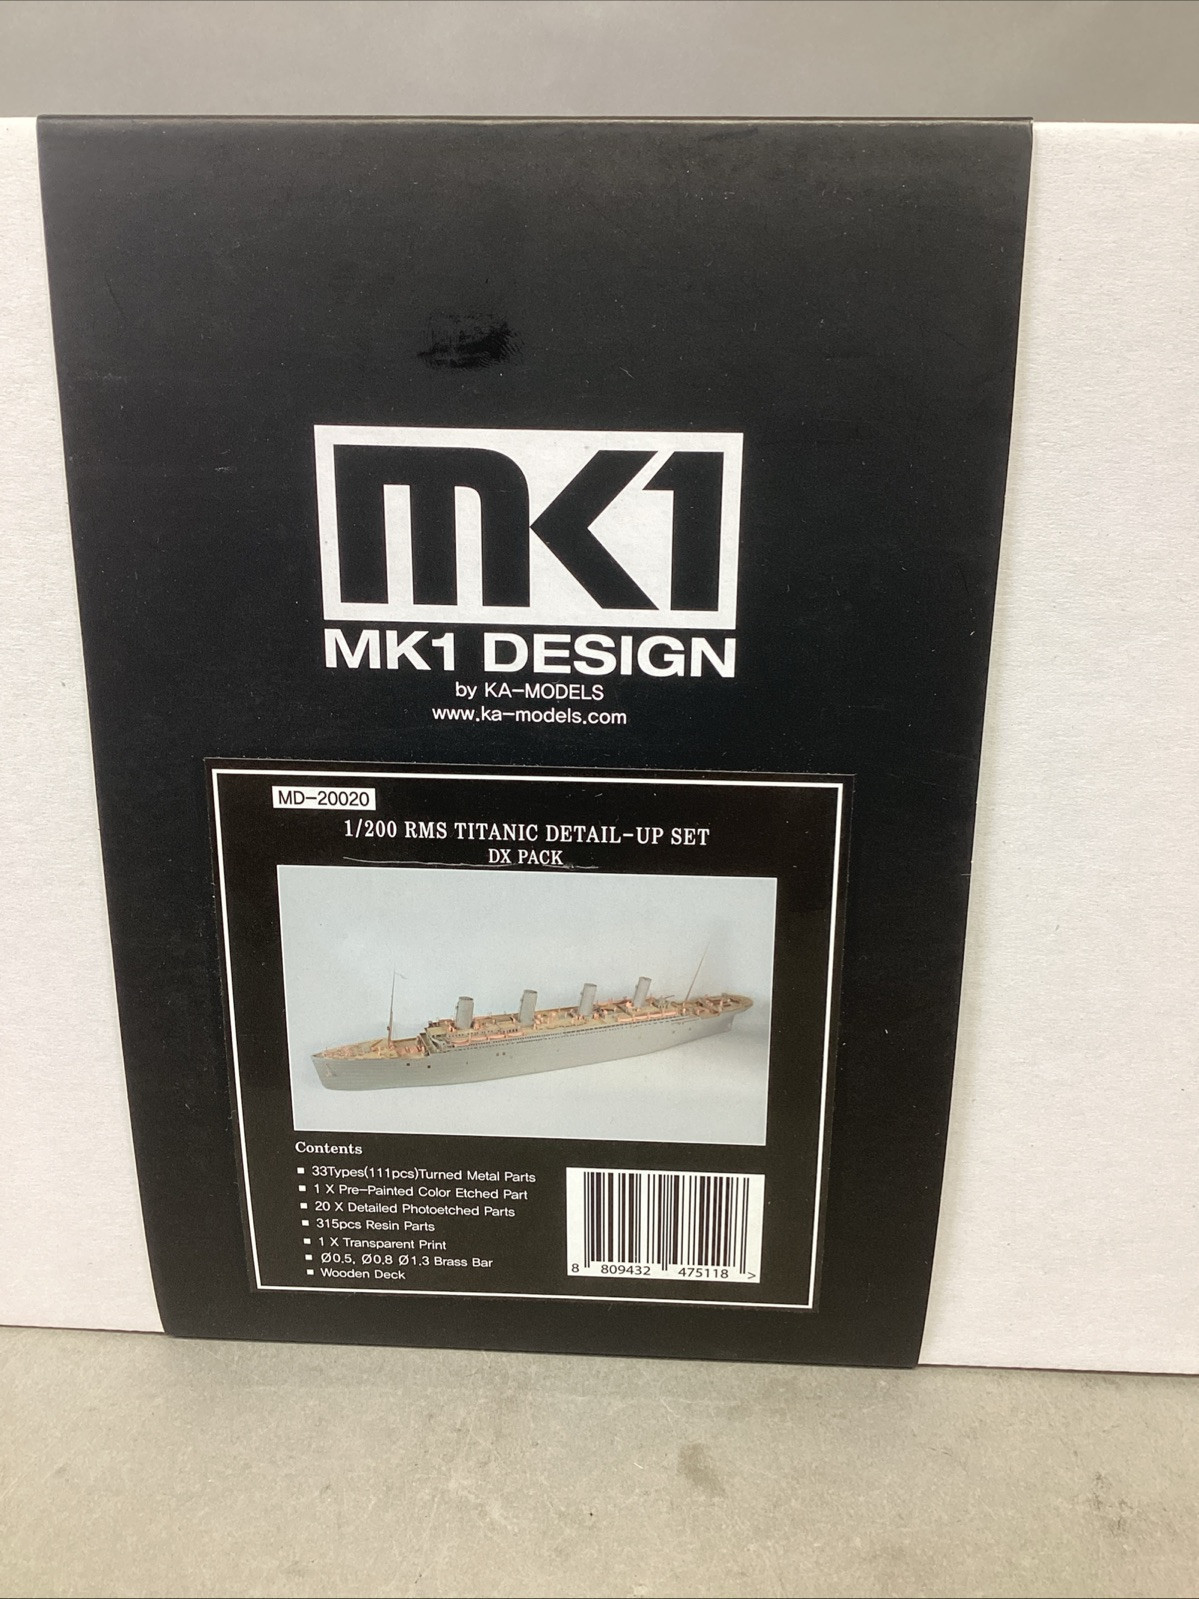 mK1
MK1 DESIGN
by KA-MODELS
www.ka-models.com
MD-20020
1/200 RMS TITANIC DETAIL-UP SET
DX PACK
Contents
▪ 33Types(111pcs)Turned Metal Parts
▪ 1 X Pre-Painted Color Etched Part
▪ 20 X Detailed Photoetched Parts
▪ 315pcs Resin Parts
▪ 1 X Transparent Print
▪ Ø0.5, Ø0.8 Ø1.3 Brass Bar
▪ Wooden Deck
8 809432 475118 >